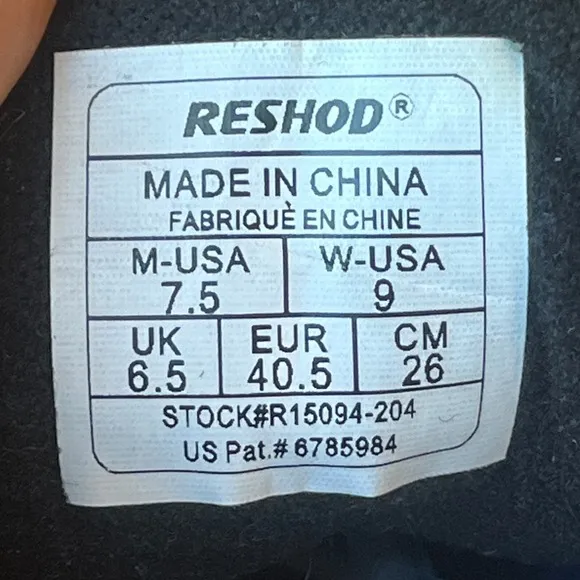 RESHOD®
MADE IN CHINA
FABRIQUÈ EN CHINE
M-USA W-USA
7.5 9
UK EUR CM
6.5 40.5 26
STOCK#R15094-204
US Pat.# 6785984